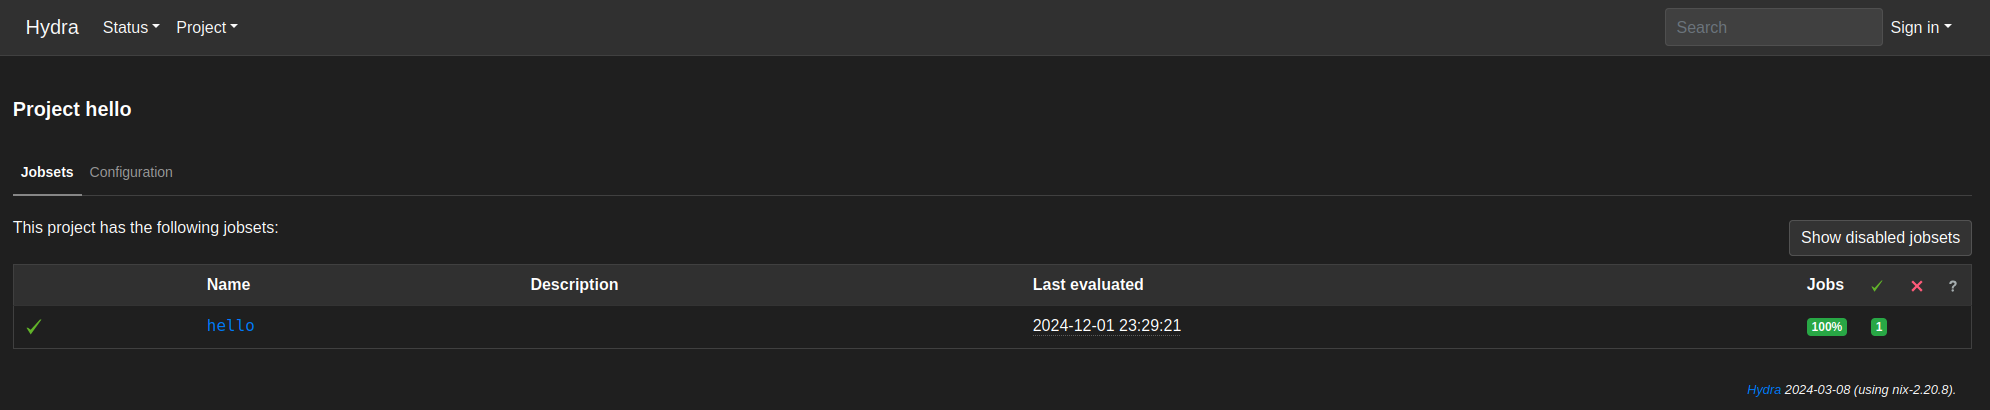 Hydra Status Project Search Sign in
Project hello
Jobsets Configuration
This project has the following jobsets:
Show disabled jobsets
Name Description Last evaluated Jobs ✓ ✕ ?
✓ hello 2024-12-01 23:29:21 100% 1
Hydra 2024-03-08 (using nix-2.20.8).